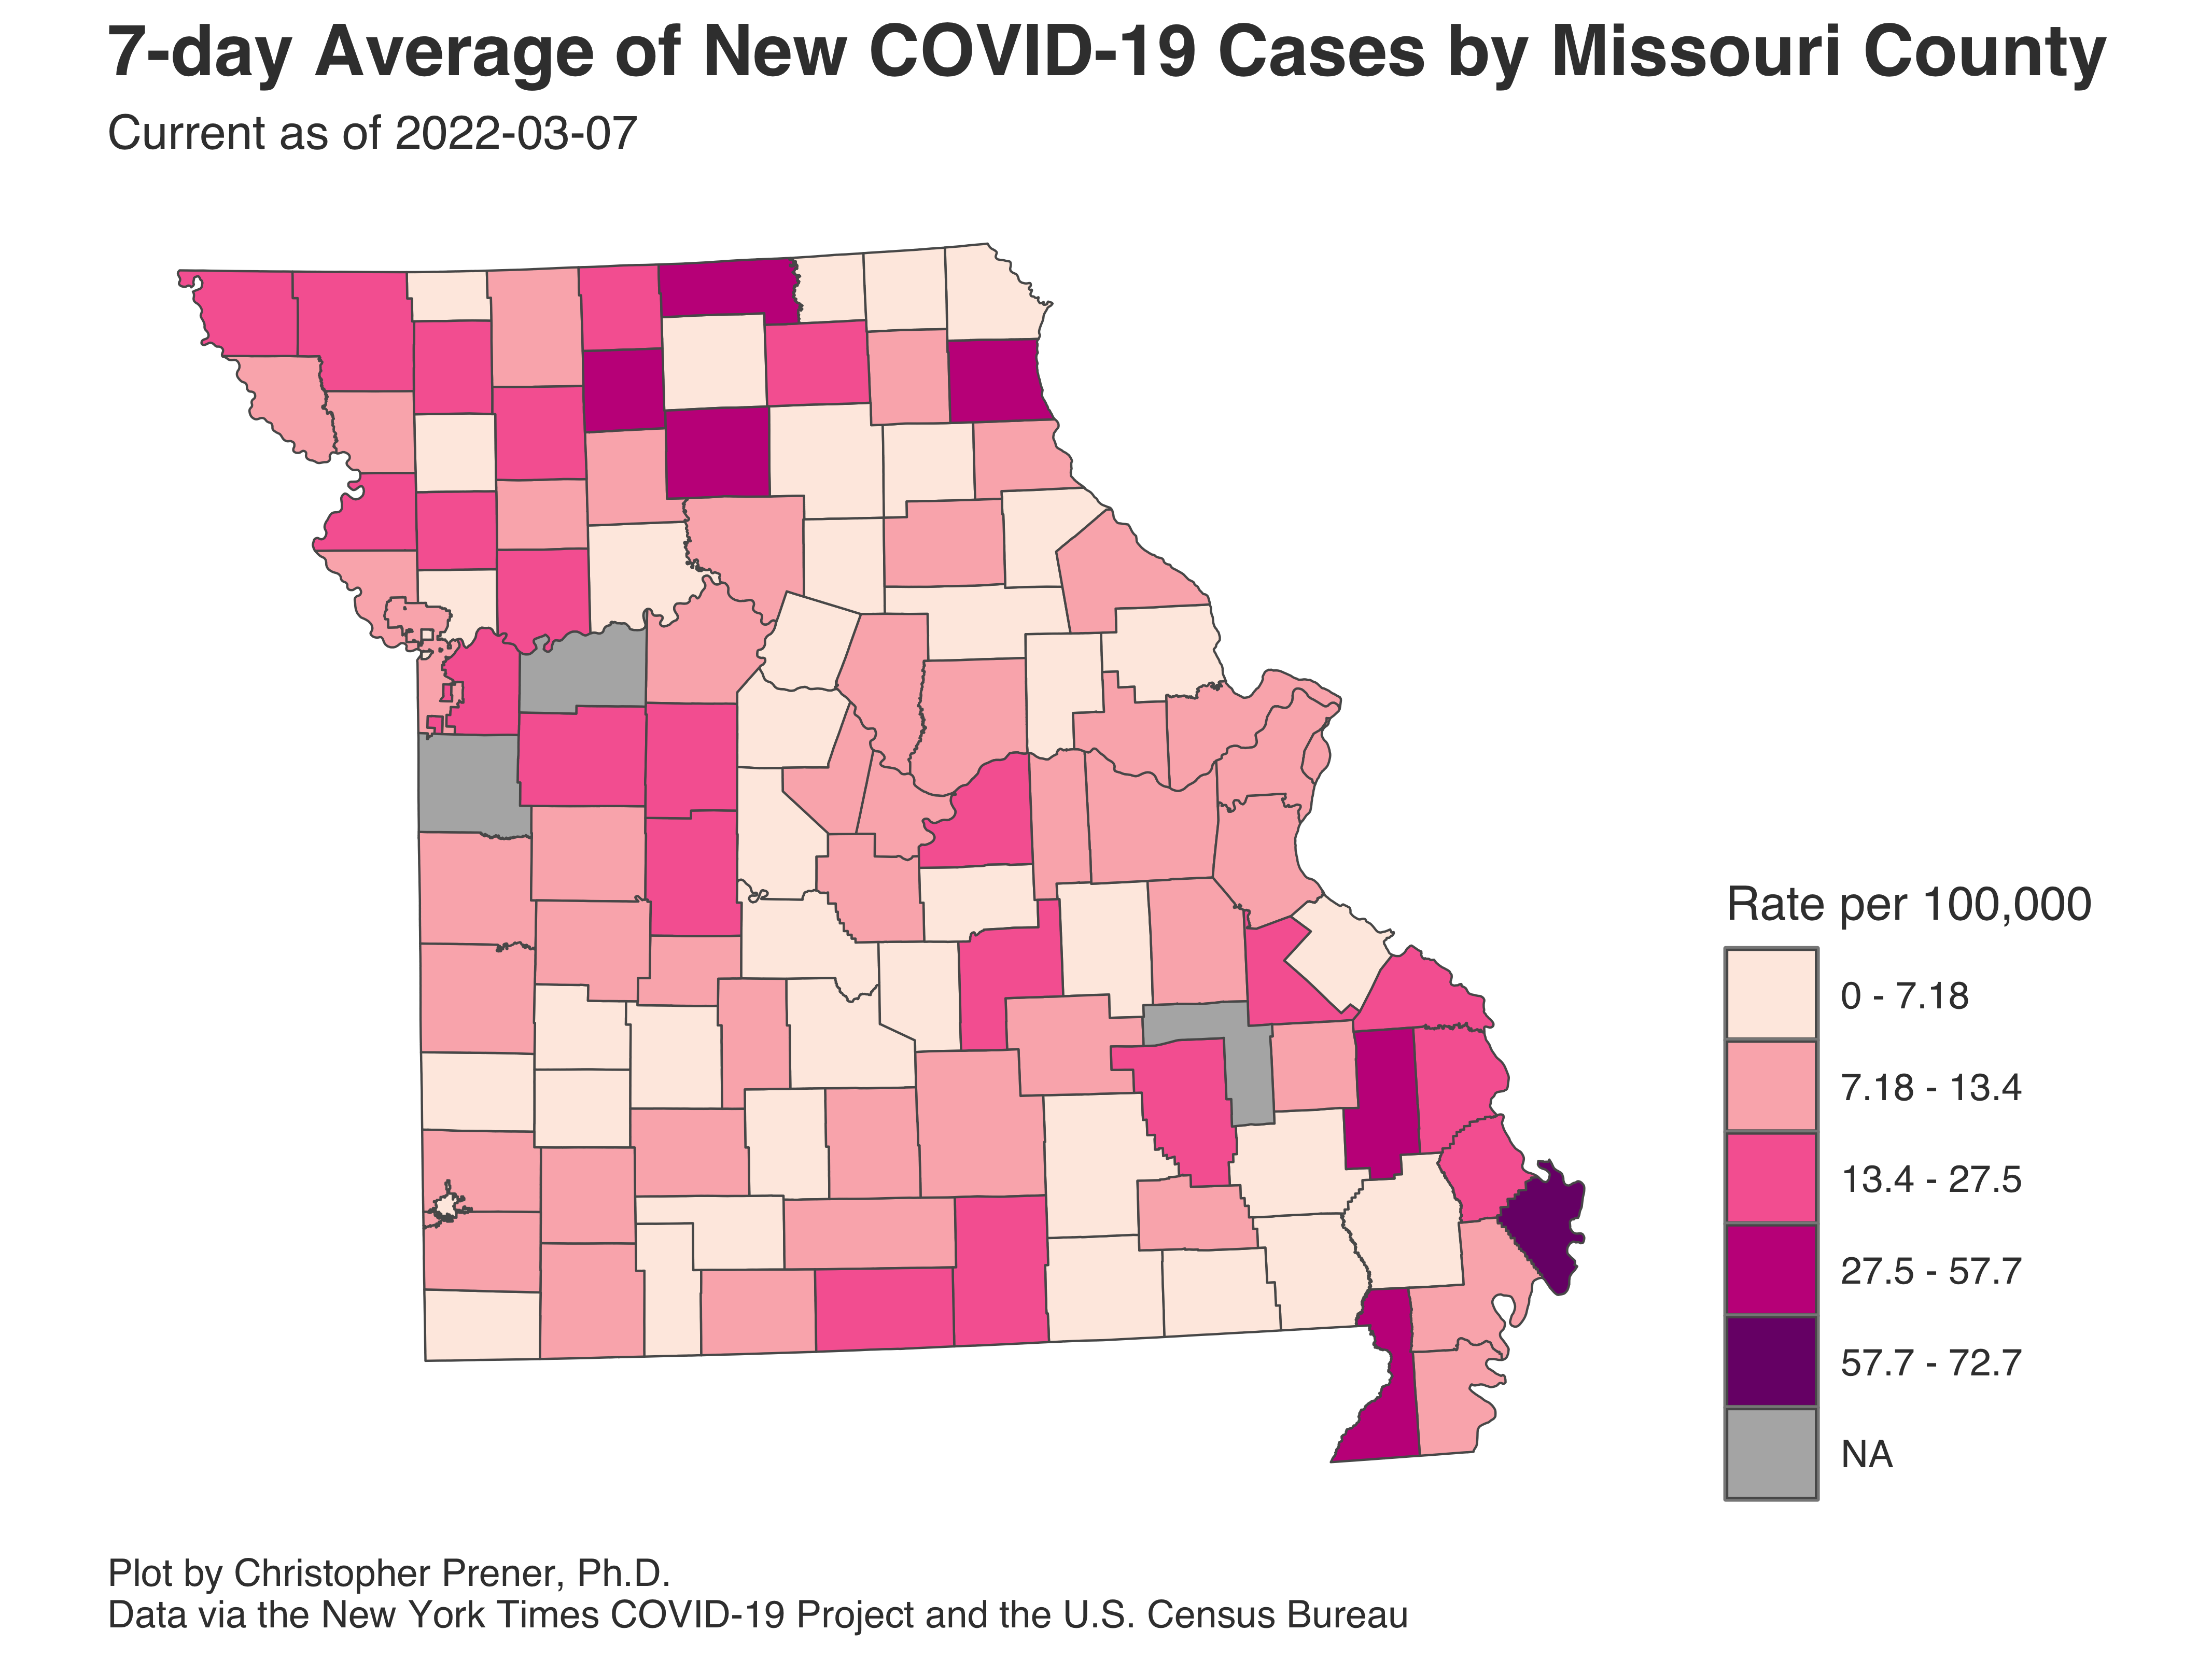 7-day Average of New COVID-19 Cases by Missouri County
Current as of 2022-03-07
Rate per 100,000
0 - 7.18
7.18 - 13.4
13.4 - 27.5
27.5 - 57.7
57.7 - 72.7
NA
Plot by Christopher Prener, Ph.D.
Data via the New York Times COVID-19 Project and the U.S. Census Bureau